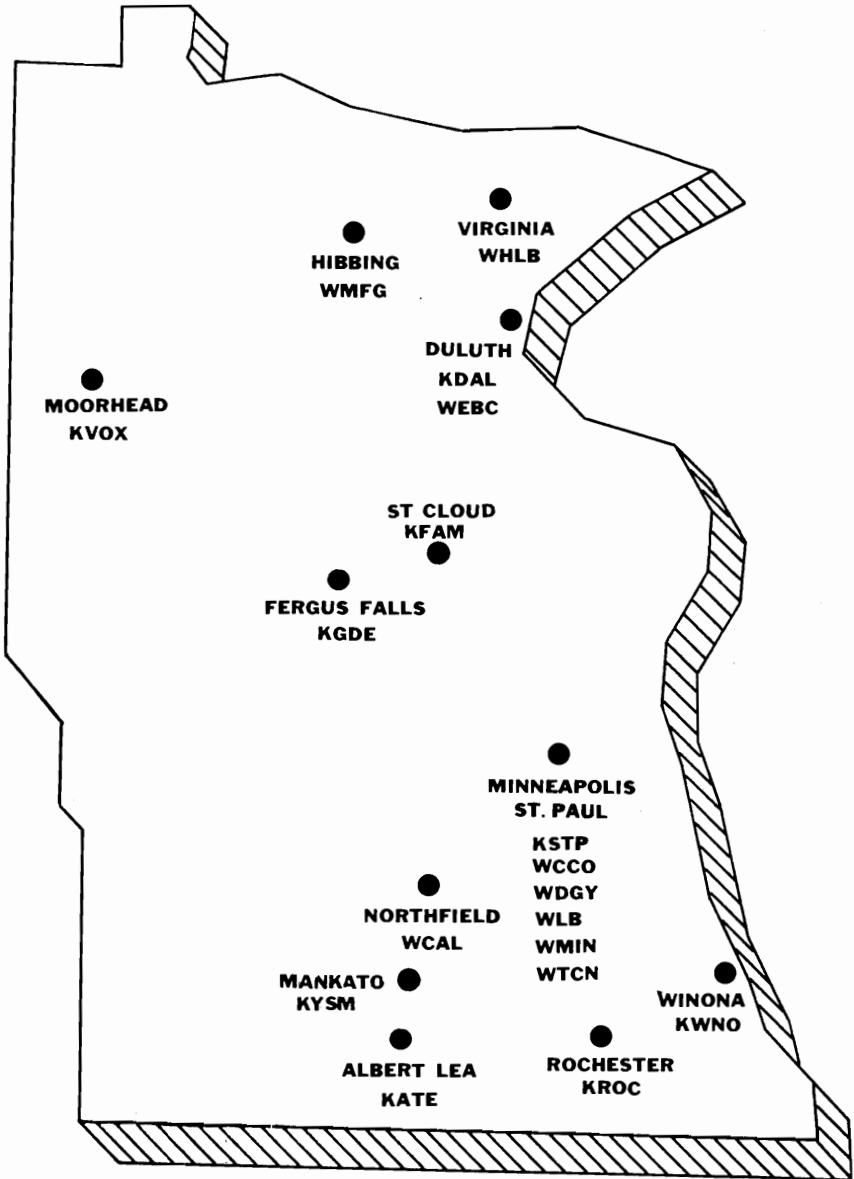 VIRGINIA
WHLB
HIBBING
WMFG
DULUTH
KDAL
WEBC
MOORHEAD
KVOX
ST CLOUD
KFAM
FERGUS FALLS
KGDE
MINNEAPOLIS
ST. PAUL
KSTP
WCCO
WDGY
WLB
WMIN
WTCN
NORTHFIELD
WCAL
MANKATO
KYSM
WINONA
KWNO
ALBERT LEA
KATE
ROCHESTER
KROC